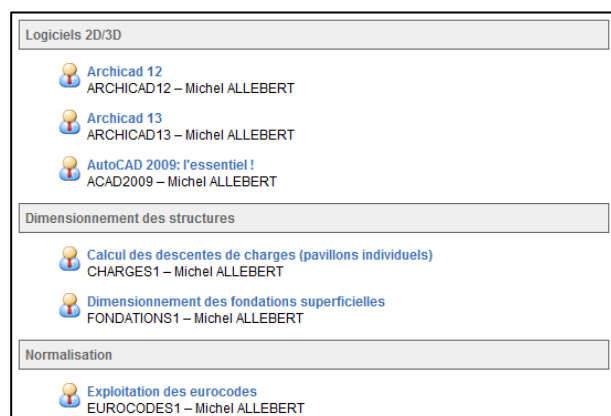 Logiciels 2D/3D
Archicad 12
ARCHICAD12 – Michel ALLEBERT
Archicad 13
ARCHICAD13 – Michel ALLEBERT
AutoCAD 2009: l'essentiel !
ACAD2009 – Michel ALLEBERT
Dimensionnement des structures
Calcul des descentes de charges (pavillons individuels)
CHARGES1 – Michel ALLEBERT
Dimensionnement des fondations superficielles
FONDATIONS1 – Michel ALLEBERT
Normalisation
Exploitation des eurocodes
EUROCODES1 – Michel ALLEBERT